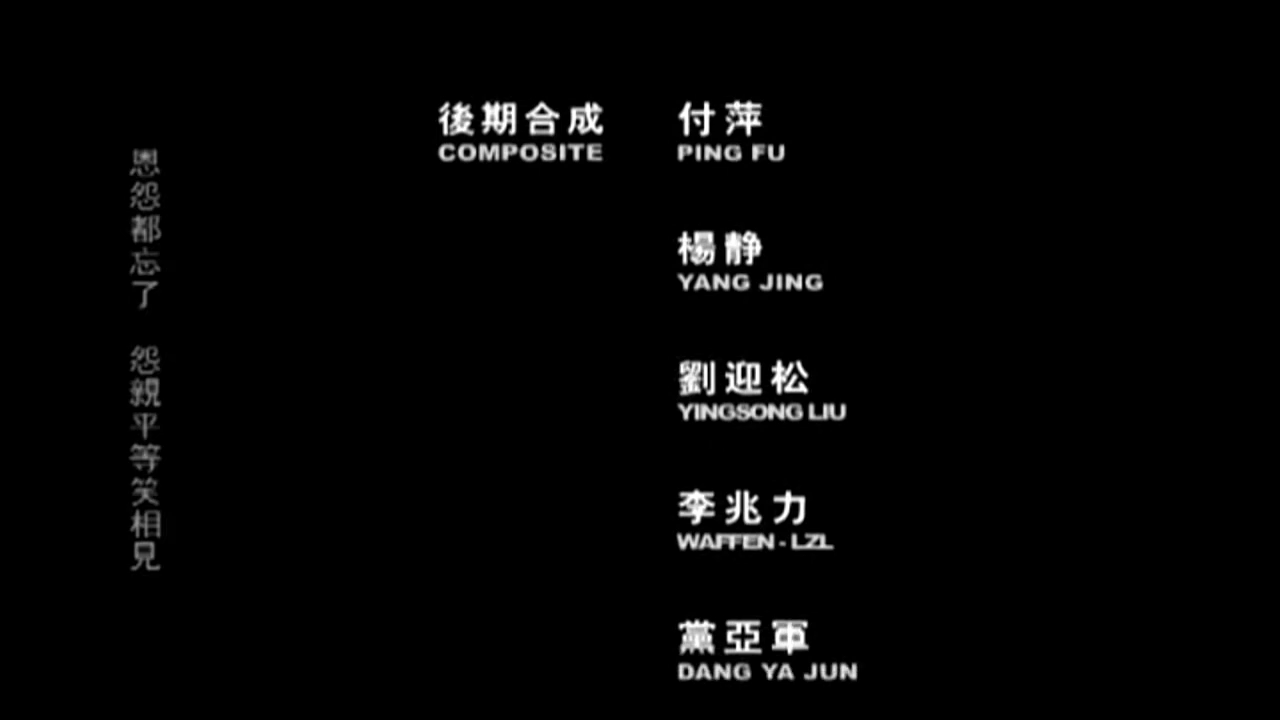 恩怨都忘了 怨親平等笑相見
後期合成 付萍
COMPOSITE PING FU
楊静
YANG JING
劉迎松
YINGSONG LIU
李兆力
WAFFEN - LZL
黨亞軍
DANG YA JUN